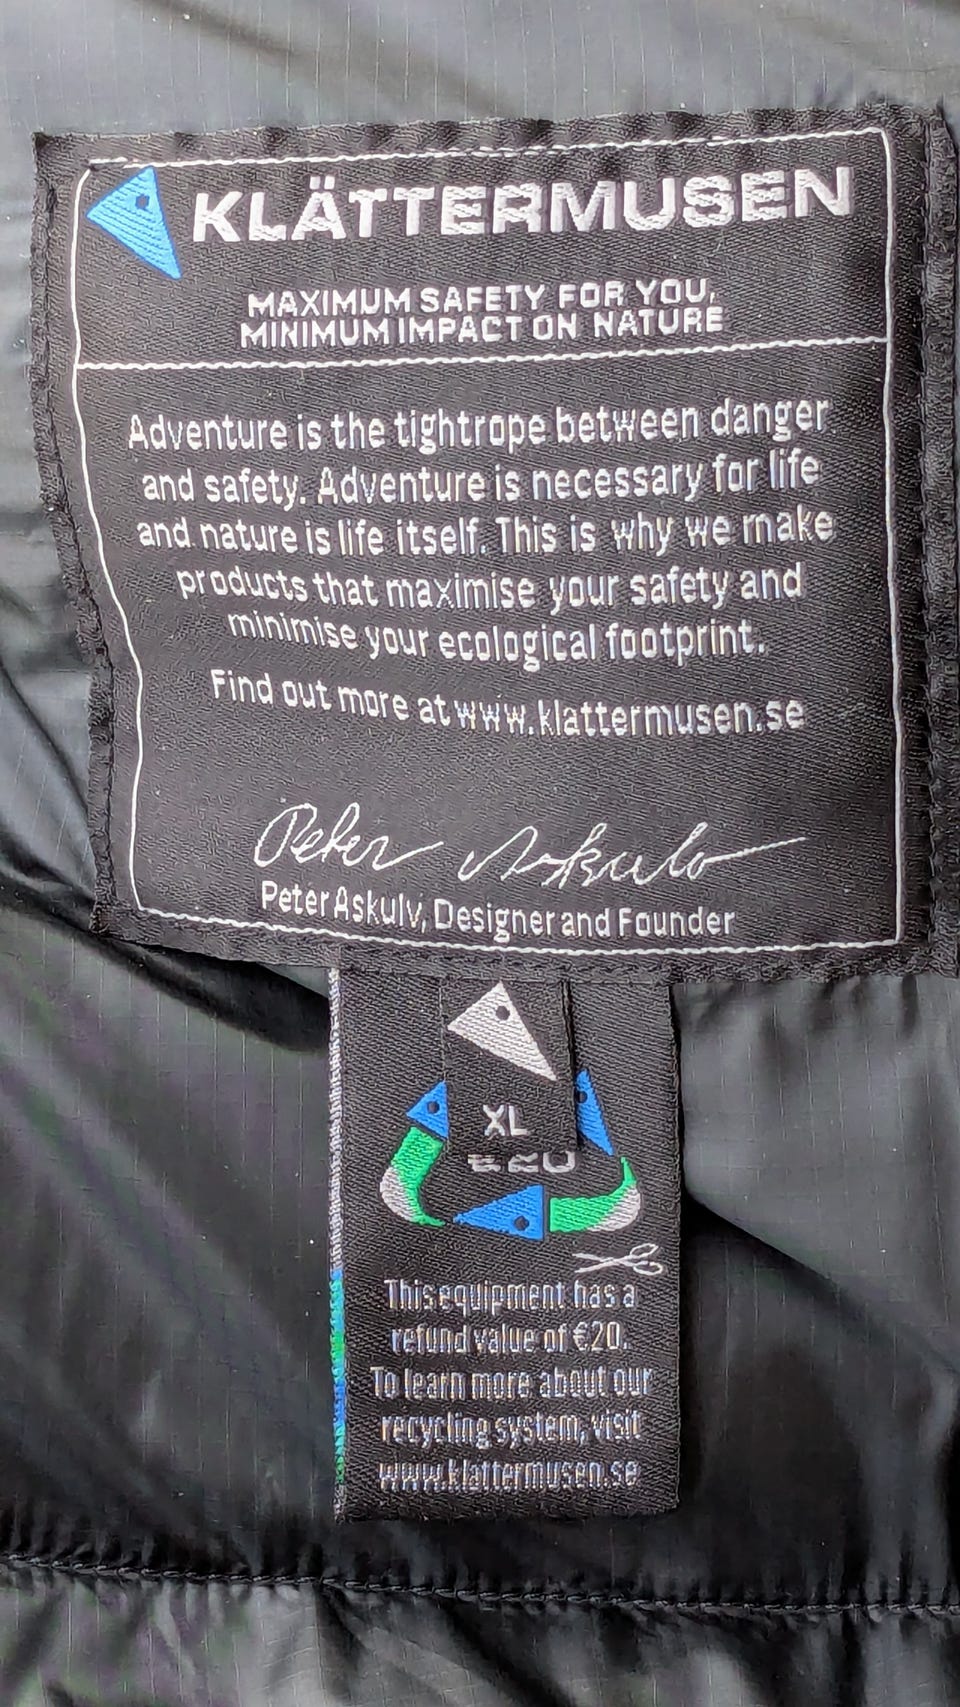 KLÄTTERMUSEN
MAXIMUM SAFETY FOR YOU,
MINIMUM IMPACT ON NATURE
Adventure is the tightrope between danger
and safety. Adventure is necessary for life
and nature is life itself. This is why we make
products that maximise your safety and
minimise your ecological footprint.
Find out more at www.klattermusen.se
Peter Askulv
Peter Askulv, Designer and Founder
XL
This equipment has a
refund value of €20.
To learn more about our
recycling system, visit
www.klattermusen.se